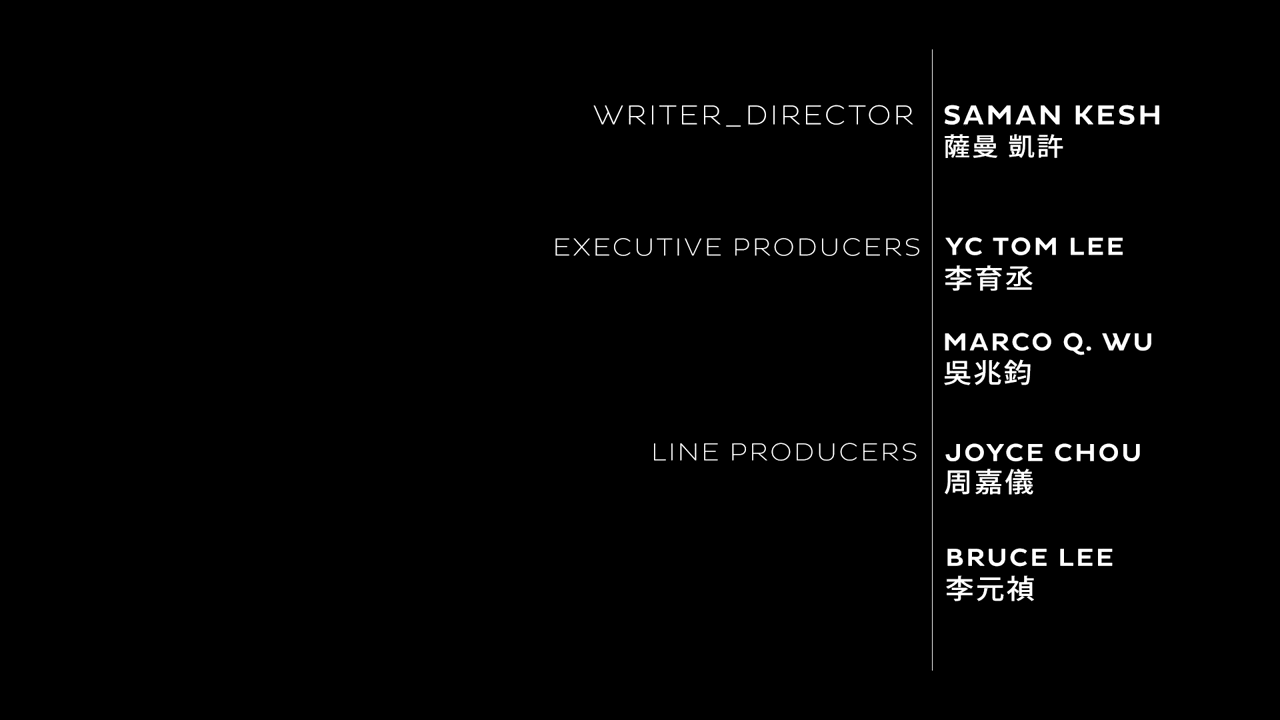 WRITER_DIRECTOR SAMAN KESH
薩曼 凱許
EXECUTIVE PRODUCERS YC TOM LEE
李育丞
MARCO Q. WU
吳兆鈞
LINE PRODUCERS JOYCE CHOU
周嘉儀
BRUCE LEE
李元禎